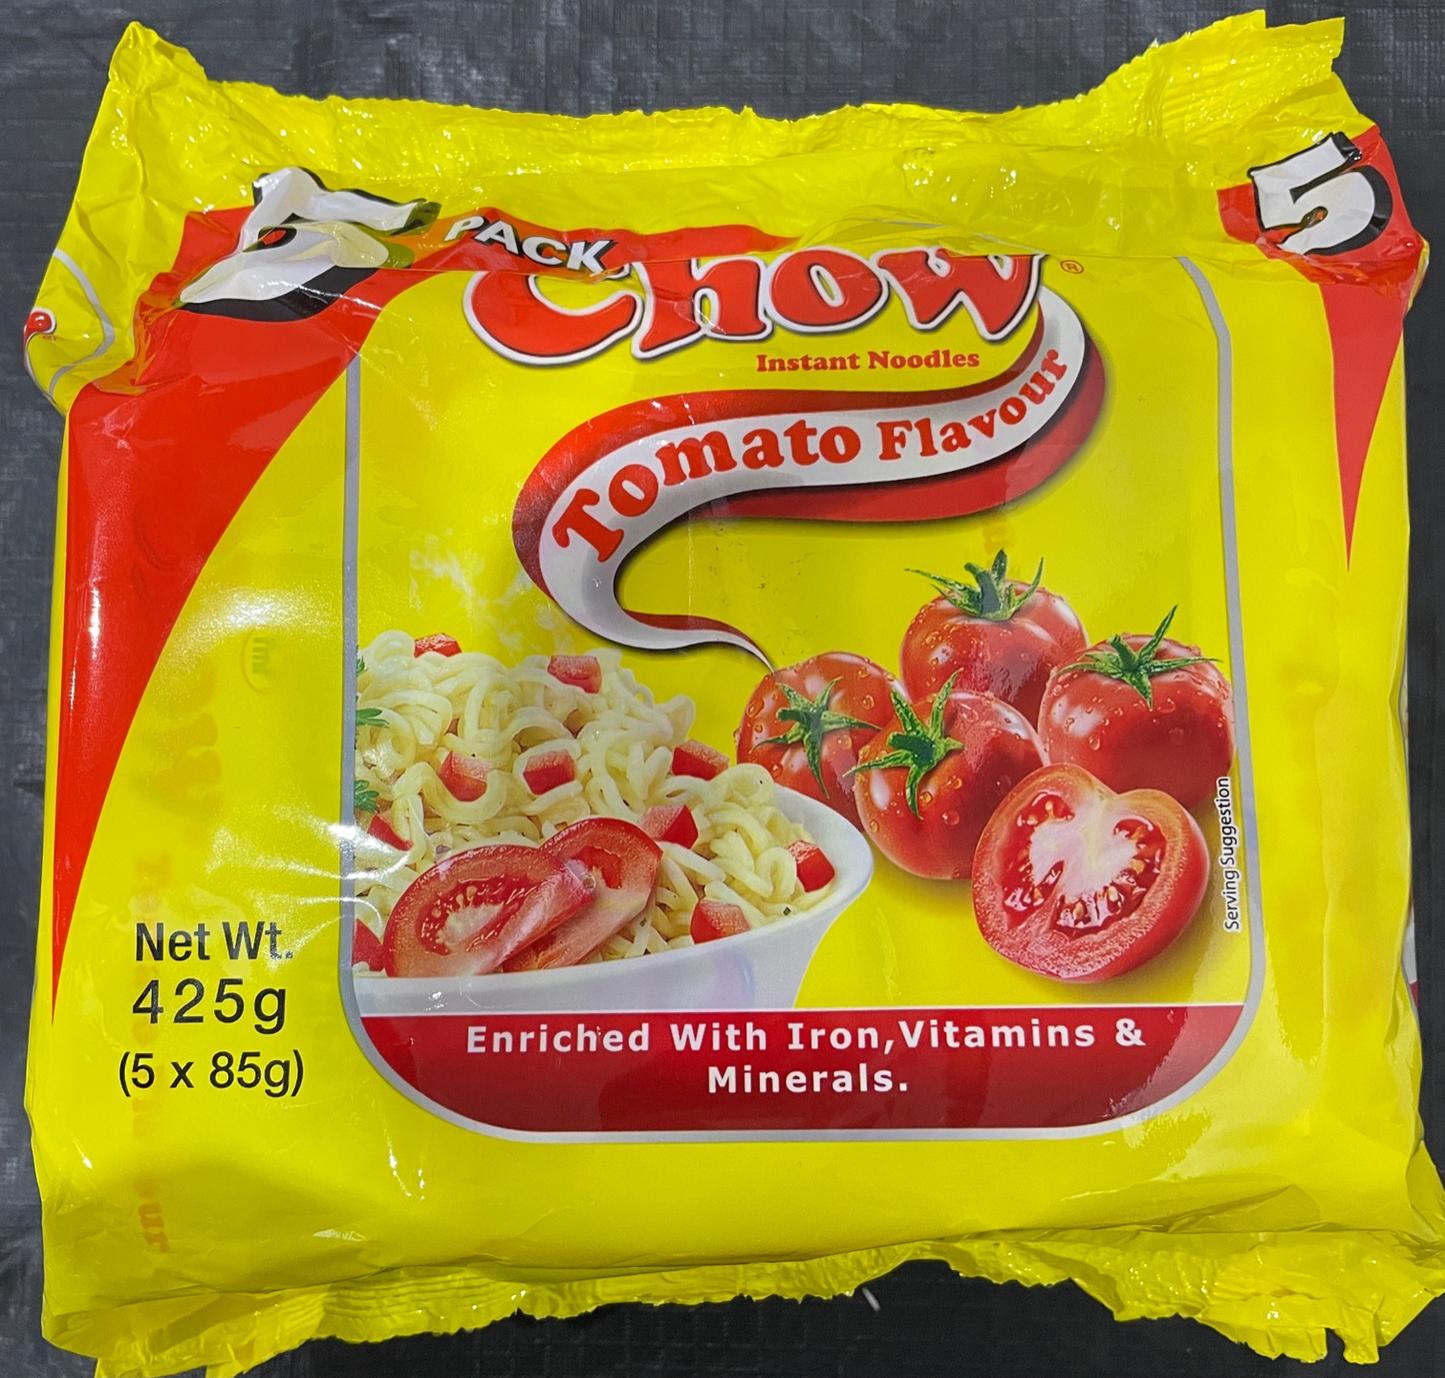 5 PACK
5
Chow ®
Instant Noodles
Tomato Flavour
Serving Suggestion
Net Wt.
425g
(5 x 85g)
Enriched With Iron,Vitamins &
Minerals.